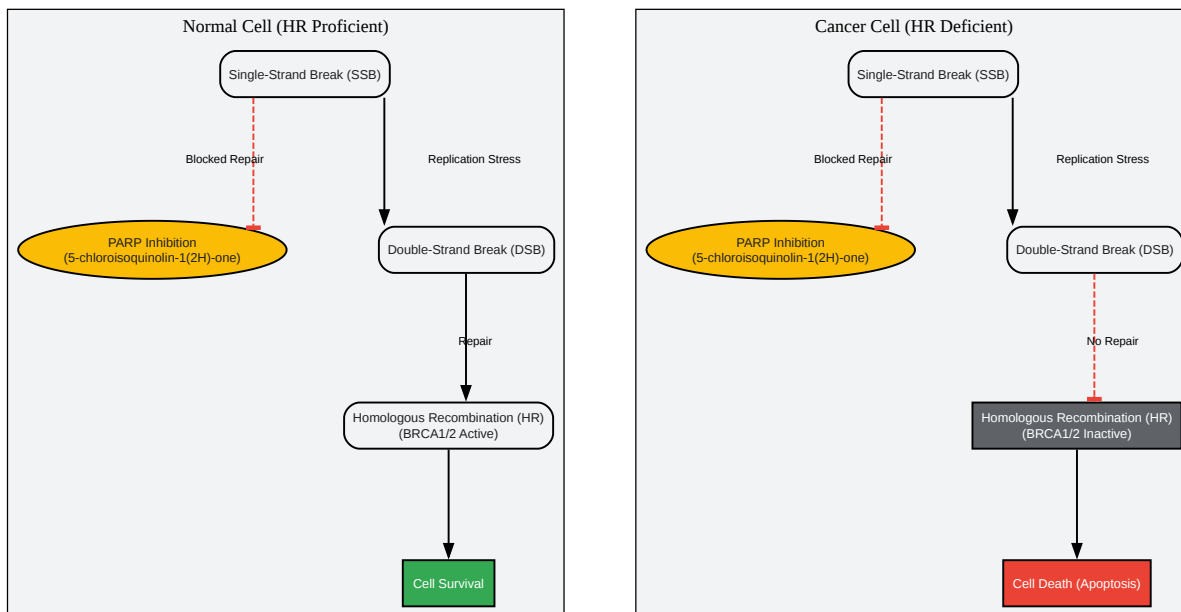 Normal Cell (HR Proficient)
Single-Strand Break (SSB)
Blocked Repair
Replication Stress
PARP Inhibition
(5-chloroisoquinolin-1(2H)-one)
Double-Strand Break (DSB)
Repair
Homologous Recombination (HR)
(BRCA1/2 Active)
Cell Survival
Cancer Cell (HR Deficient)
Single-Strand Break (SSB)
Blocked Repair
Replication Stress
PARP Inhibition
(5-chloroisoquinolin-1(2H)-one)
Double-Strand Break (DSB)
No Repair
Homologous Recombination (HR)
(BRCA1/2 Inactive)
Cell Death (Apoptosis)